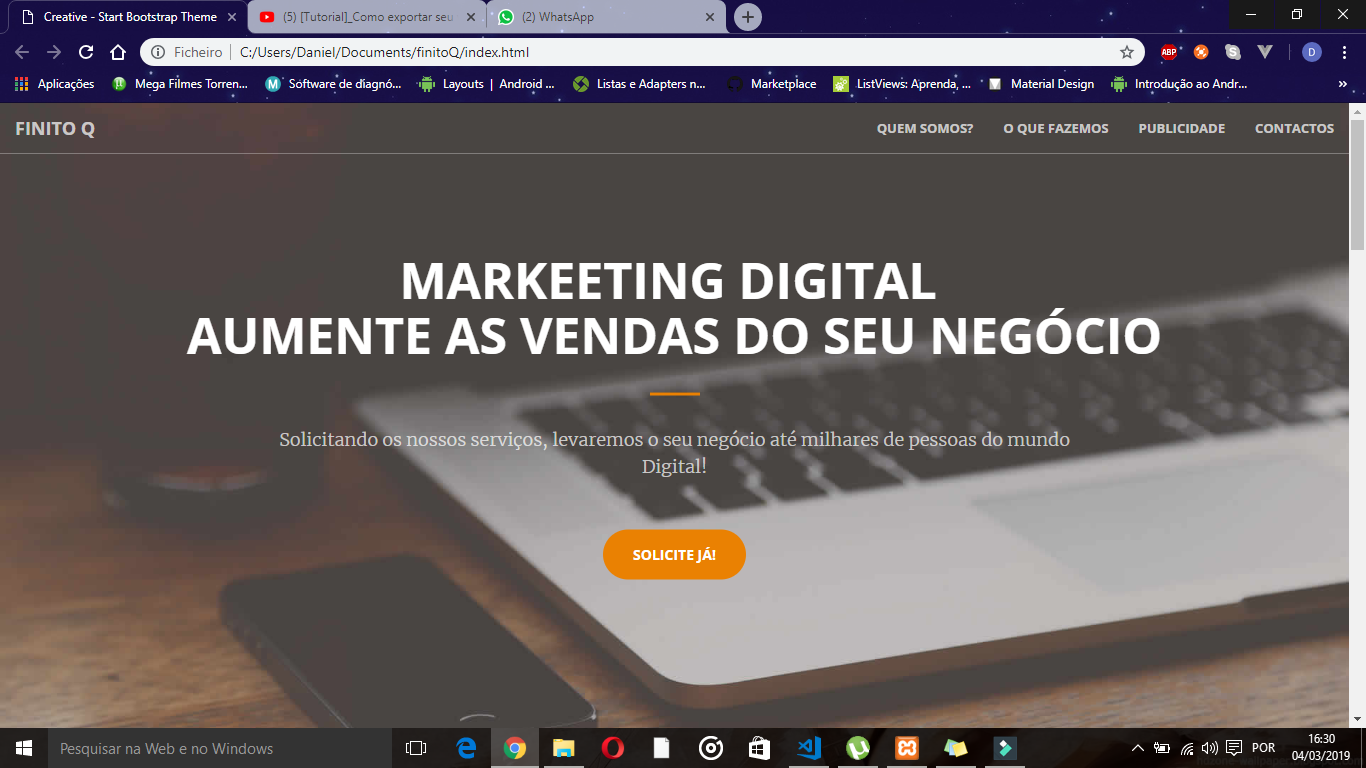 Creative - Start Bootstrap Theme
(5) [Tutorial]_Como exportar seu
(2) WhatsApp
Ficheiro
C:/Users/Daniel/Documents/finitoQ/index.html
ABP
D
Aplicações
Mega Filmes Torren...
Software de diagnó...
Layouts | Android ...
Listas e Adapters n...
Marketplace
ListViews: Aprenda, ...
Material Design
Introdução ao Andr...
»
FINITO Q
QUEM SOMOS?
O QUE FAZEMOS
PUBLICIDADE
CONTACTOS
MARKEETING DIGITAL
AUMENTE AS VENDAS DO SEU NEGÓCIO
Solicitando os nossos serviços, levaremos o seu negócio até milhares de pessoas do mundo
Digital!
SOLICITE JÁ!
Pesquisar na Web e no Windows
POR
16:30
04/03/2019